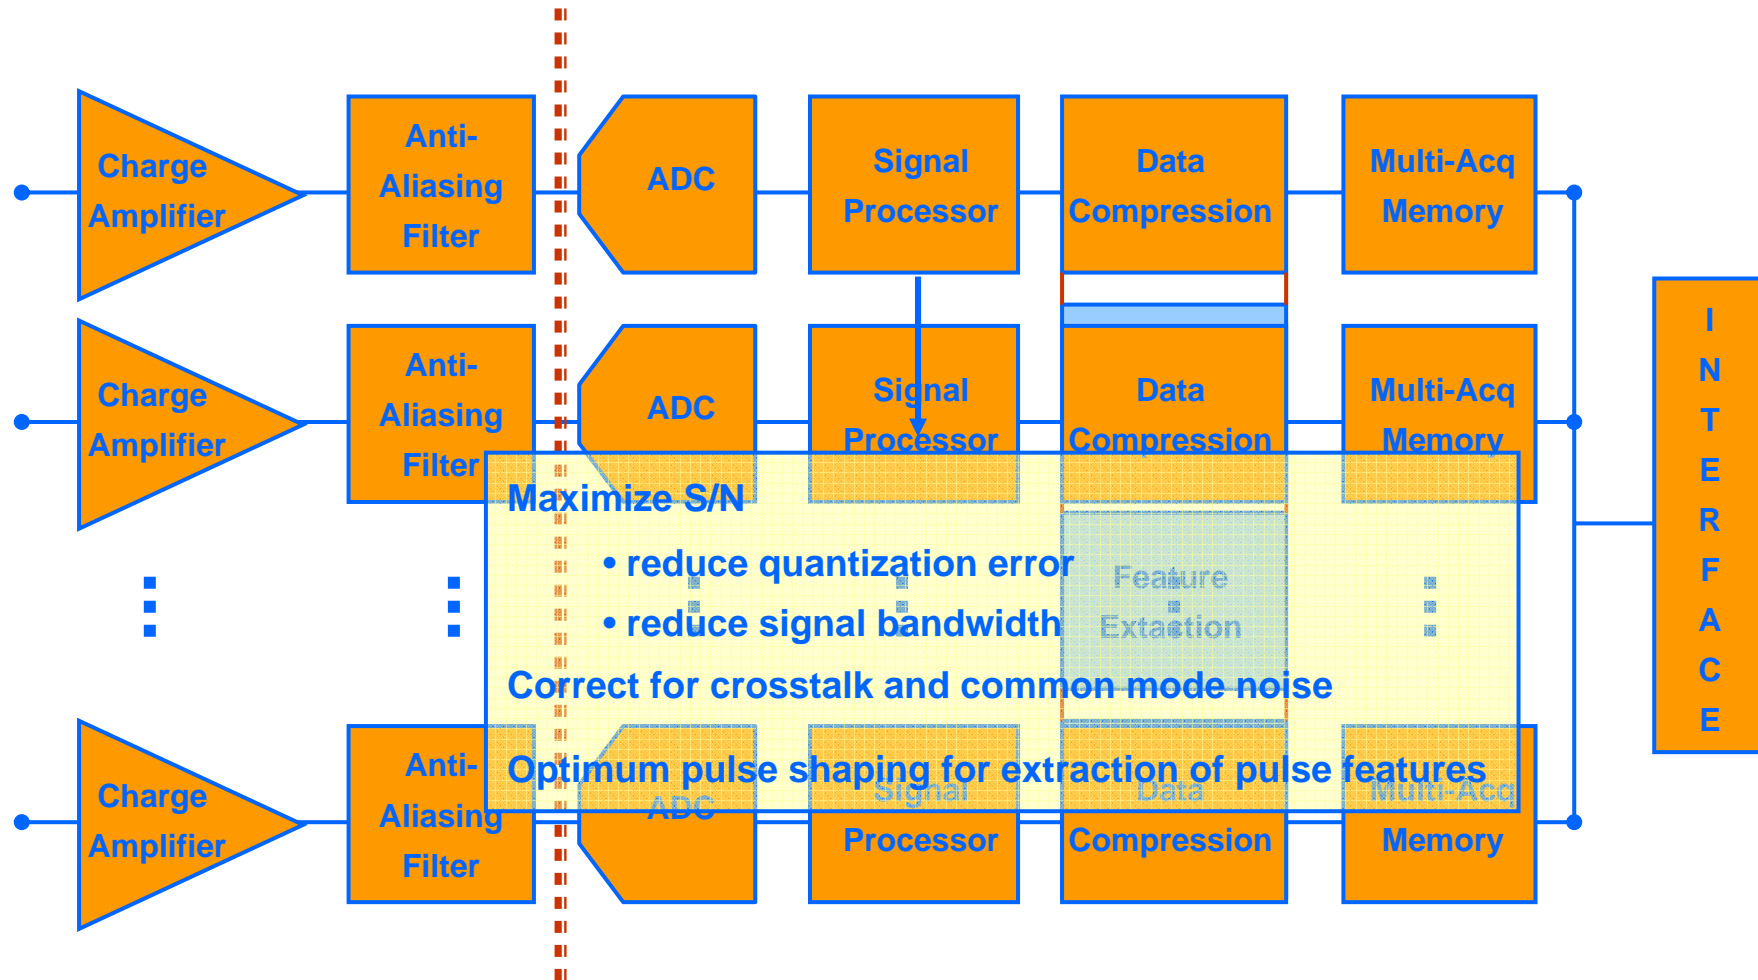 Charge
Amplifier
Anti-
Aliasing
Filter
ADC
Signal
Processor
Data
Compression
Multi-Acq
Memory
Charge
Amplifier
Anti-
Aliasing
Filter
ADC
Signal
Processor
Data
Compression
Multi-Acq
Memory
I
N
T
E
R
F
A
C
E
Maximize S/N
• reduce quantization error
• reduce signal bandwidth
Correct for crosstalk and common mode noise
Optimum pulse shaping for extraction of pulse features
Feature
Extaction
Charge
Amplifier
Anti-
Aliasing
Filter
ADC
Signal
Processor
Data
Compression
Multi-Acq
Memory